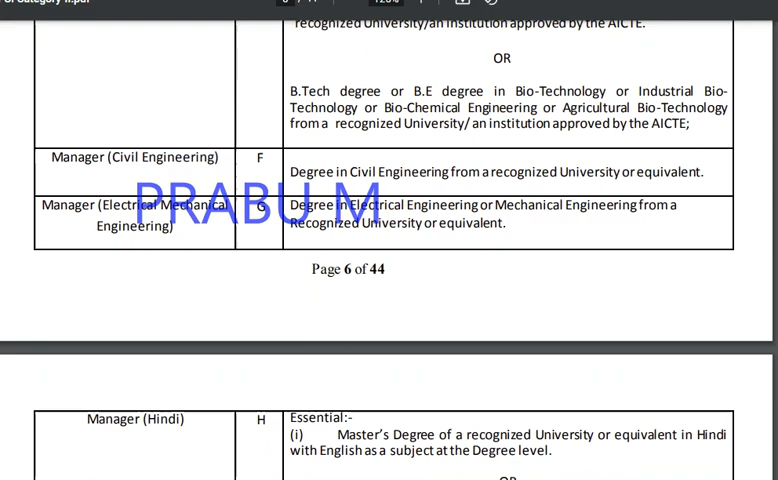 recognized University/an institution approved by the AICTE.
OR
B.Tech degree or B.E degree in Bio-Technology or Industrial Bio-
Technology or Bio-Chemical Engineering or Agricultural Bio-Technology
from a recognized University/ an institution approved by the AICTE;
Manager (Civil Engineering)
F
Degree in Civil Engineering from a recognized University or equivalent.
Manager (Electrical Mechanical
Engineering)
G
Degree in Electrical Engineering or Mechanical Engineering from a
Recognized University or equivalent.
PRABU M
Page 6 of 44
Manager (Hindi)
H
Essential:-
(i) Master's Degree of a recognized University or equivalent in Hindi
with English as a subject at the Degree level.
OR